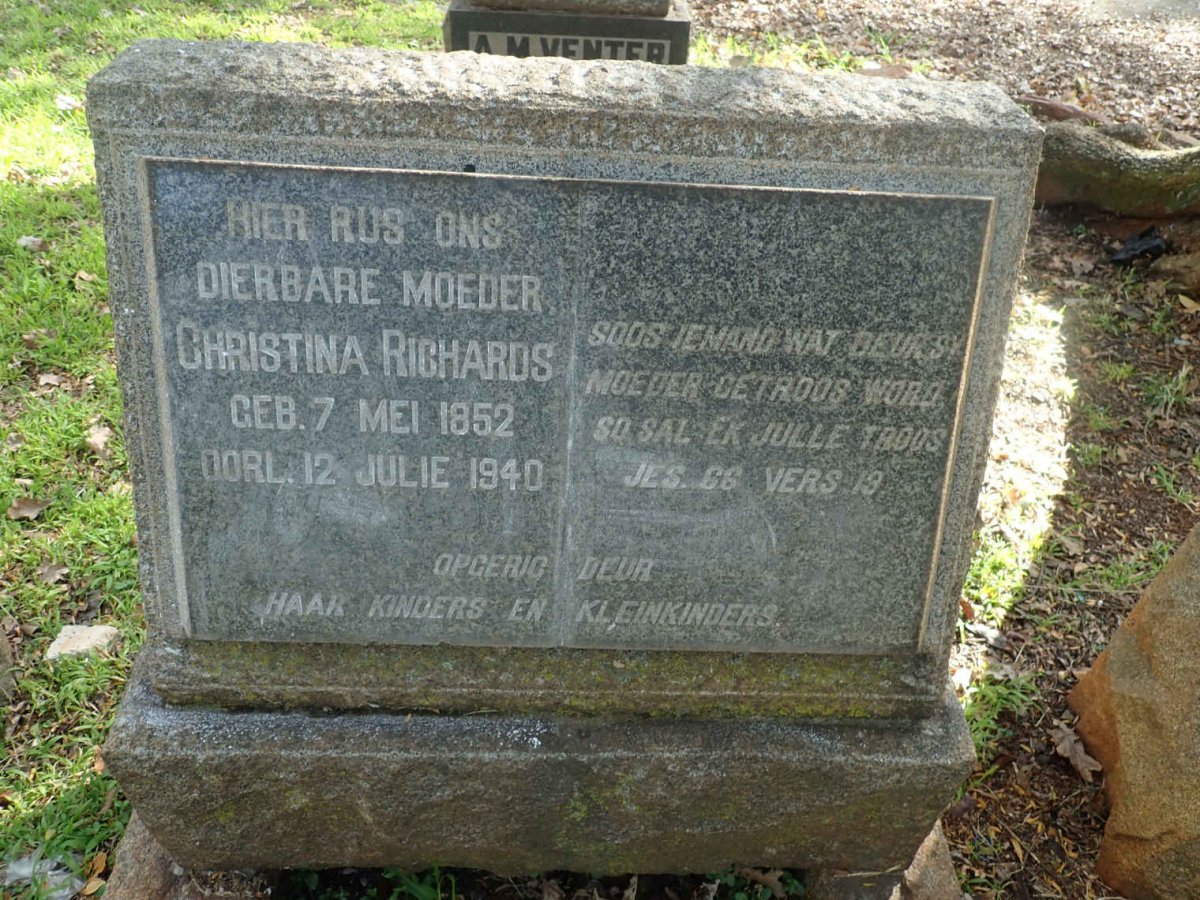 A.M. VENTER
HIER RUS ONS
DIERBARE MOEDER
CHRISTINA RICHARDS
GEB. 7 MEI 1852
OORL. 12 JULIE 1940
SOOS IEMAND WAT DEUR SY
MOEDER GETROOS WORD
SO SAL EK JULLE TROOS
JES. 66 VERS
OPGERIG DEUR
HAAR KINDERS EN KLEINKINDERS.